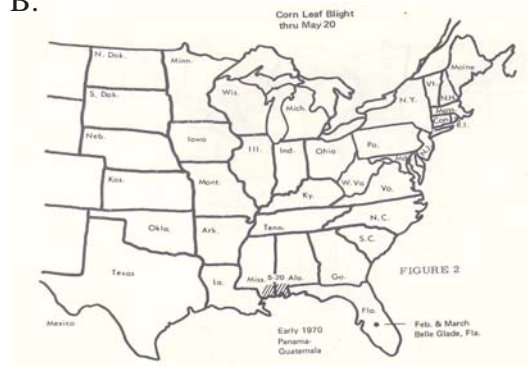 B.
Corn Leaf Blight
thru May 20
N. Dak.
Minn.
Maine
S. Dak.
Wis.
Mich.
Vt.
N.H.
N.Y.
Mass.
Con.
R.I.
Neb.
Iowa
Ill.
Ind.
Ohio
Pa.
N.J.
Md.
Kas.
Mont.
Ky.
W. Va.
Va.
Okla.
Ark.
Tenn.
N.C.
S.C.
Texas
La.
Miss.
5-20
Ala.
Ga.
FIGURE 2
Fla.
Mexico
Early 1970
Panama-
Guatemala
Feb. & March
Belle Glade, Fla.